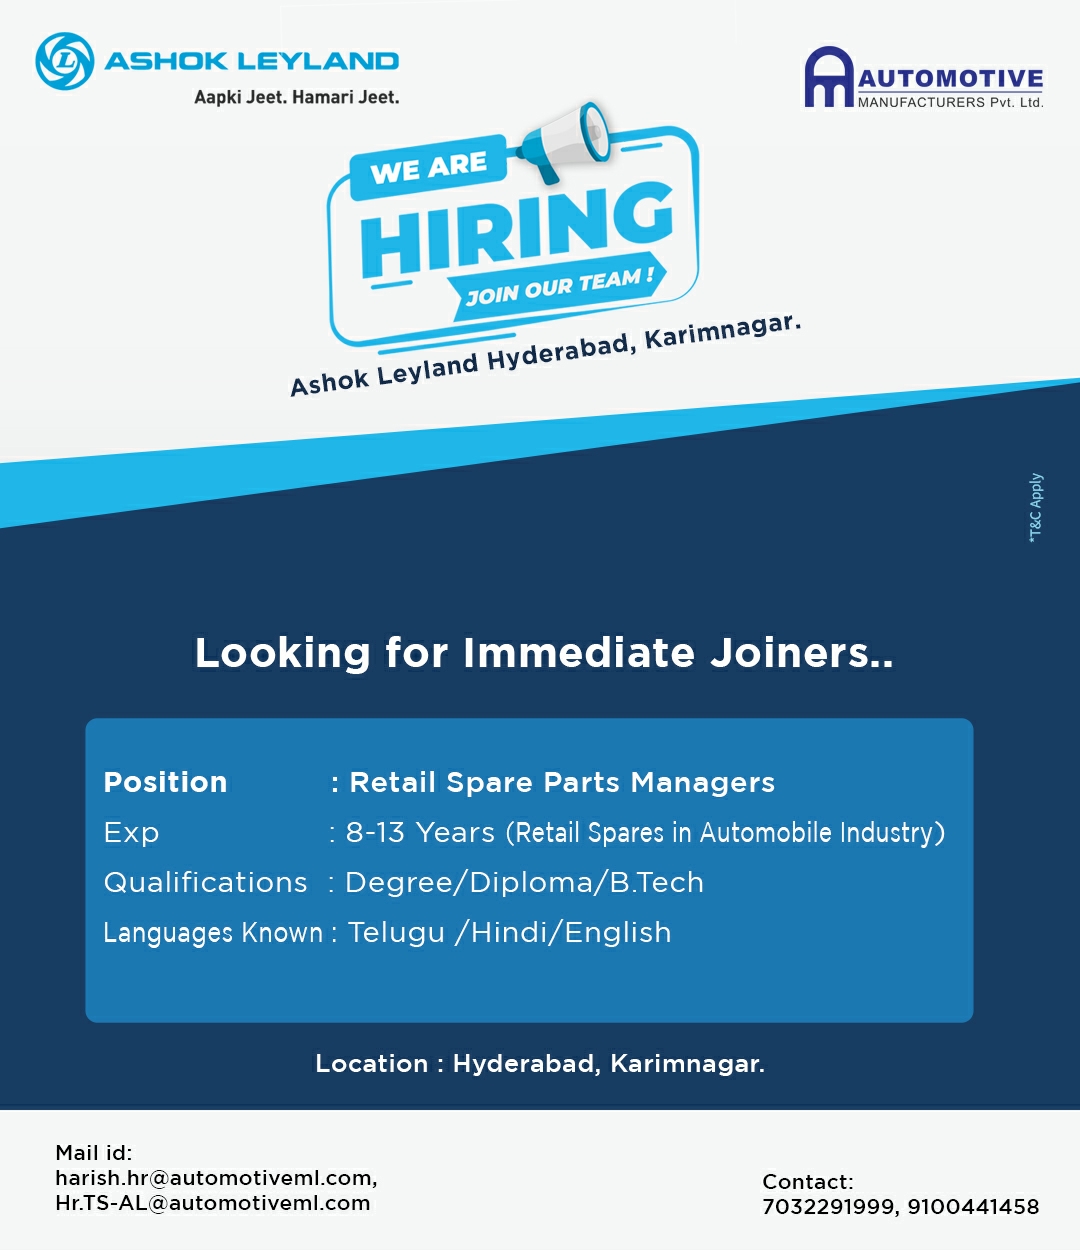 ASHOK LEYLAND
Aapki Jeet. Hamari Jeet.
AUTOMOTIVE
MANUFACTURERS Pvt. Ltd.
WE ARE
HIRING
JOIN OUR TEAM !
Ashok Leyland Hyderabad, Karimnagar.
*T&C Apply
Looking for Immediate Joiners..
Position : Retail Spare Parts Managers
Exp : 8-13 Years (Retail Spares in Automobile Industry)
Qualifications : Degree/Diploma/B.Tech
Languages Known : Telugu /Hindi/English
Location : Hyderabad, Karimnagar.
Mail id:
harish.hr@automotiveml.com,
Hr.TS-AL@automotiveml.com
Contact:
7032291999, 9100441458